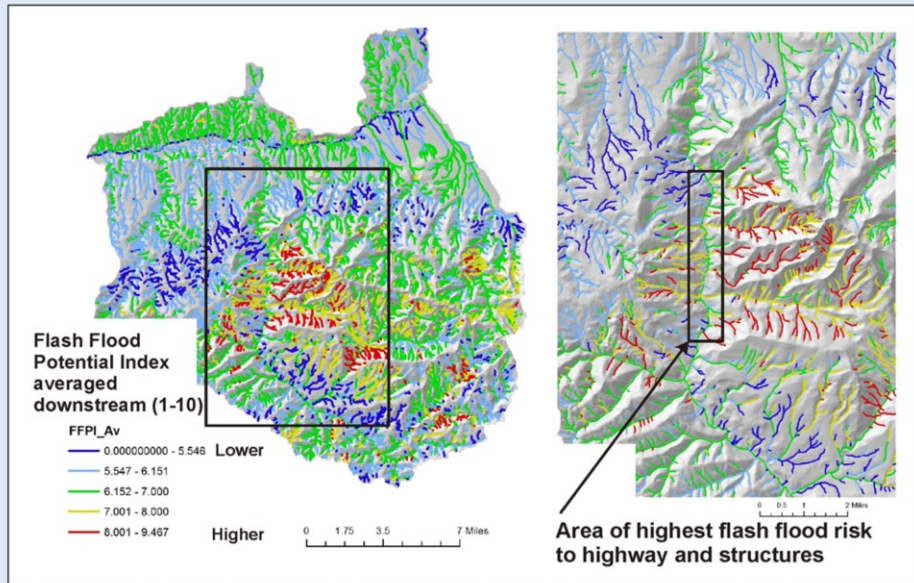 Flash Flood
Potential Index
averaged
downstream (1-10)
FFPI_Av
0.000000000 - 5.546 Lower
5.547 - 6.151
6.152 - 7.000
7.001 - 8.000
8.001 - 9.467
Higher
0 1.75 3.5 7 Miles
0 0.5 1 2 Miles
Area of highest flash flood risk
to highway and structures